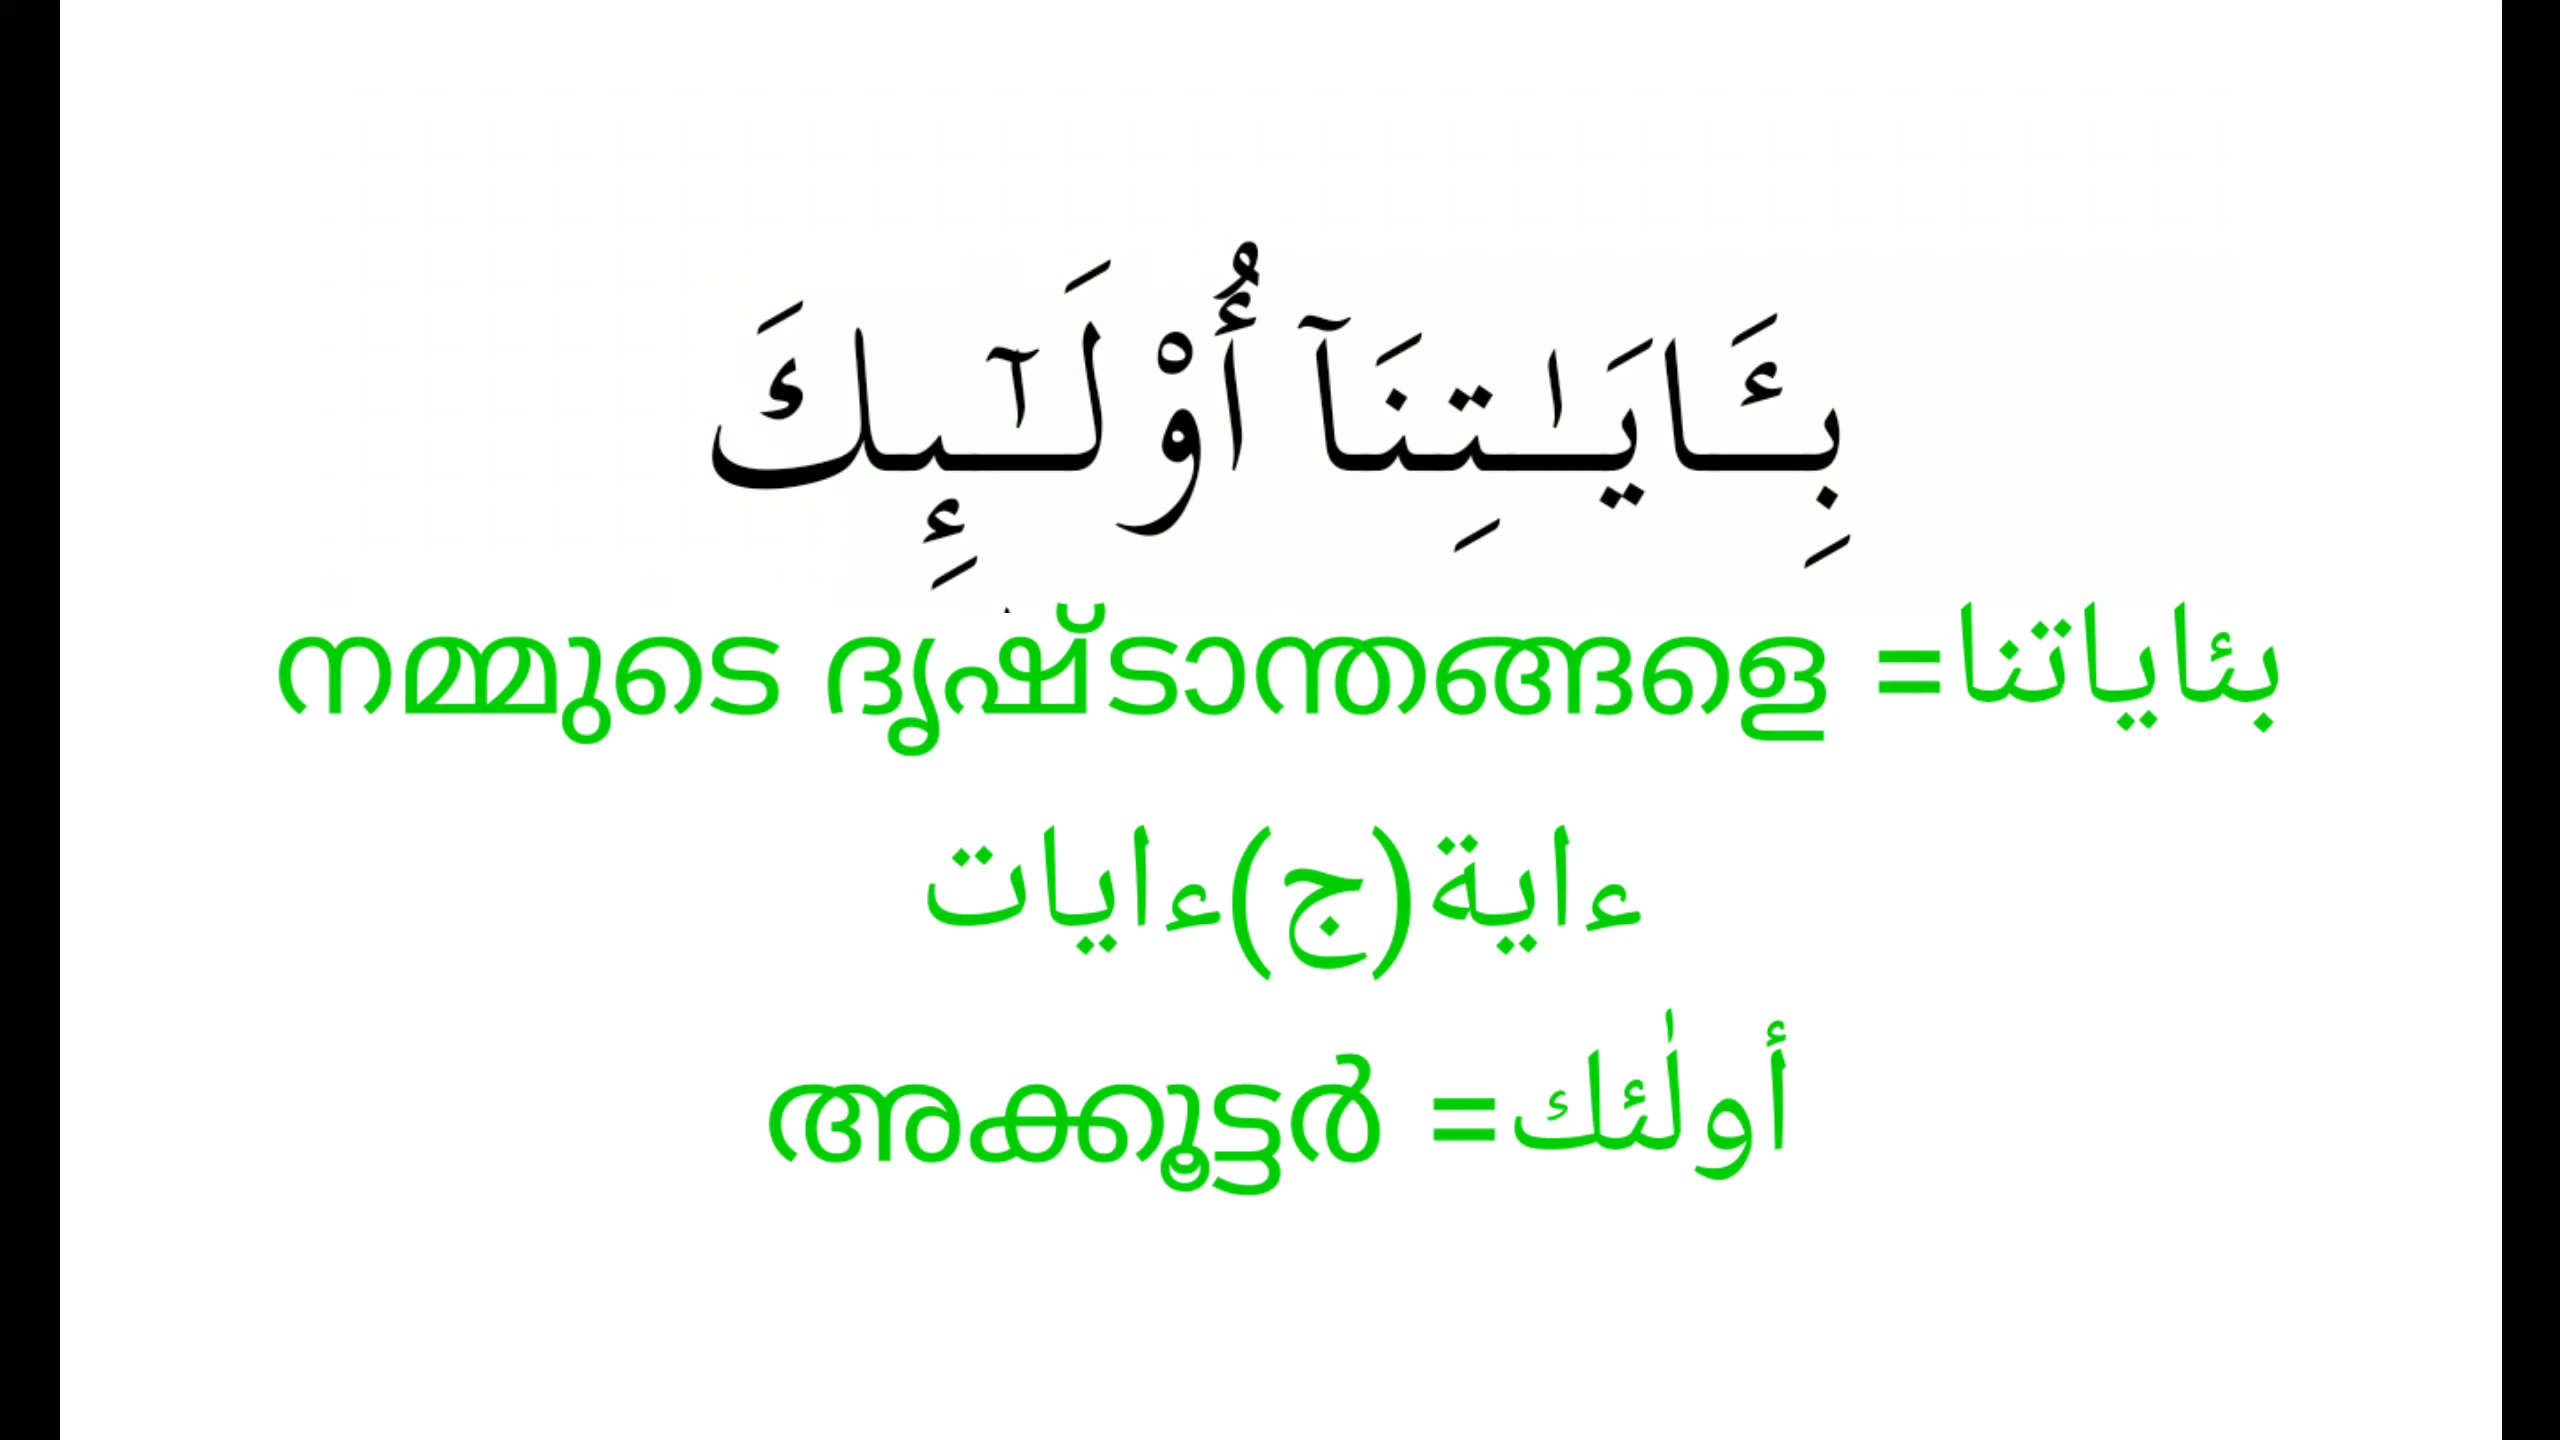 بِـَٔايَـٰتِنَآ أُوْلَـٰٓئِكَ
بئاياتنا= നമ്മുടെ ദൃഷ്ടാന്തങ്ങളെ
ءاية(ج)ءايات
أولٰئك= അക്കൂട്ടർ